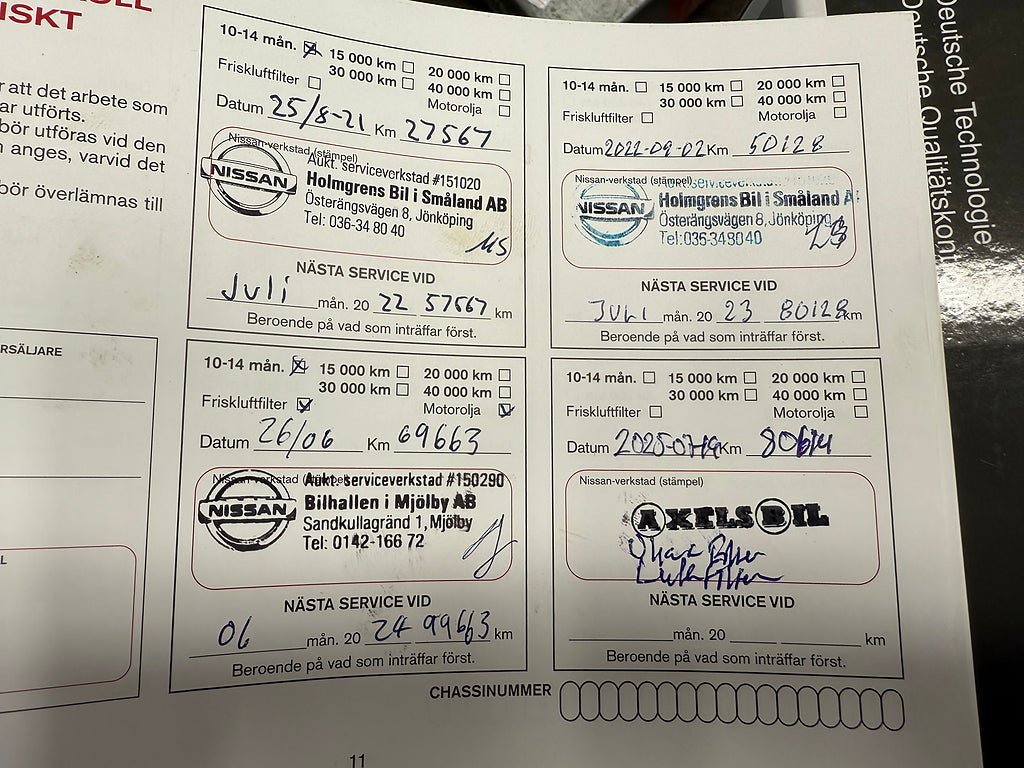 OLL
ISKT
r att det arbete som
ar utförts.
bör utföras vid den
n anges, varvid det
bör överlämnas till
RSÄLJARE
L
10-14 mån. 15 000 km 20 000 km
30 000 km 40 000 km
Friskluftfilter Motorolja
Datum 25/8-21 Km 27567
Nissan-verkstad (stämpel)
Aukt. serviceverkstad #151020
NISSAN Holmgrens Bil i Småland AB
Österängsvägen 8, Jönköping
Tel: 036-34 80 40
MS
NÄSTA SERVICE VID
Juli mån. 20 22 57567 km
Beroende på vad som inträffar först.
10-14 mån. 15 000 km 20 000 km
30 000 km 40 000 km
Friskluftfilter Motorolja
Datum 2022-09-02 Km 50128
Nissan-verkstad (stämpel)
NISSAN Holmgrens Bil i Småland AB
Österängsvägen 8, Jönköping
Tel: 036-34 80 40
NÄSTA SERVICE VID
JULI mån. 20 23 80128 km
Beroende på vad som inträffar först.
10-14 mån. 15 000 km 20 000 km
30 000 km 40 000 km
Friskluftfilter Motorolja
Datum 26/06 Km 69663
Nissan-verkstad (stämpel)
Aukt. serviceverkstad #150290
NISSAN Bilhallen i Mjölby AB
Sandkullagränd 1, Mjölby
Tel: 0142-166 72
NÄSTA SERVICE VID
06 mån. 20 24 99663 km
Beroende på vad som inträffar först.
10-14 mån. 15 000 km 20 000 km
30 000 km 40 000 km
Friskluftfilter Motorolja
Datum Km
Nissan-verkstad (stämpel)
AXELS BIL
NÄSTA SERVICE VID
mån. 20 km
Beroende på vad som inträffar först.
CHASSINUMMER
11
Deutsche Technologie
Deutsche Qualitätskon